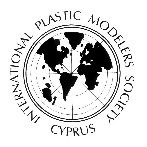 INTERNATIONAL PLASTIC MODELERS SOCIETY
CYPRUS